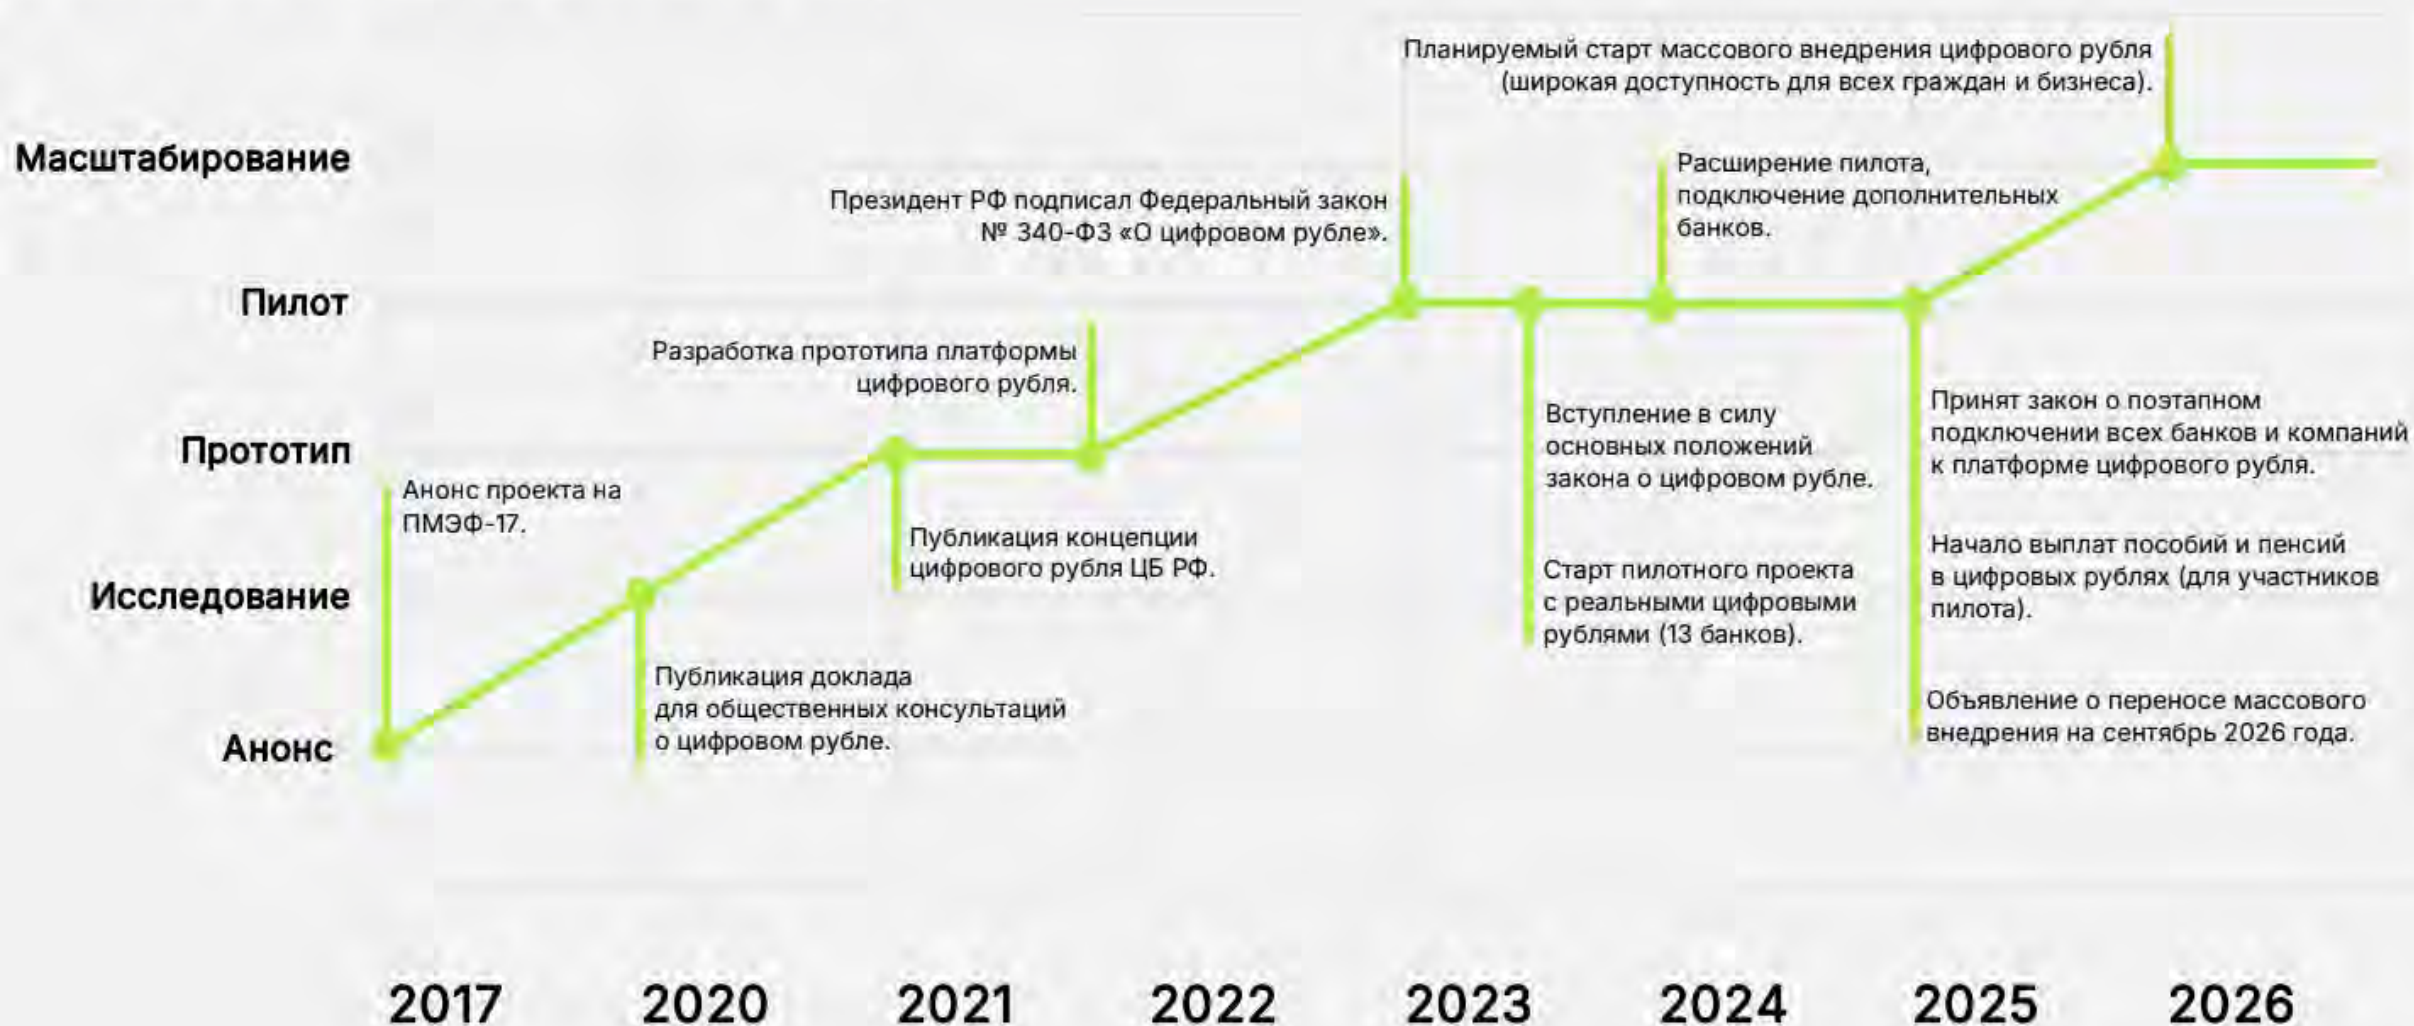 Планируемый старт массового внедрения цифрового рубля
(широкая доступность для всех граждан и бизнеса).
Масштабирование
Расширение пилота,
подключение дополнительных
банков.
Президент РФ подписал Федеральный закон
№ 340-ФЗ «О цифровом рубле».
Пилот
Разработка прототипа платформы
цифрового рубля.
Прототип
Анонс проекта на
ПМЭФ-17.
Публикация концепции
цифрового рубля ЦБ РФ.
Вступление в силу
основных положений
закона о цифровом рубле.
Старт пилотного проекта
с реальными цифровыми
рублями (13 банков).
Принят закон о поэтапном
подключении всех банков и компаний
к платформе цифрового рубля.
Начало выплат пособий и пенсий
в цифровых рублях (для участников
пилота).
Объявление о переносе массового
внедрения на сентябрь 2026 года.
Исследование
Публикация доклада
для общественных консультаций
о цифровом рубле.
Анонс
2017
2020
2021
2022
2023
2024
2025
2026